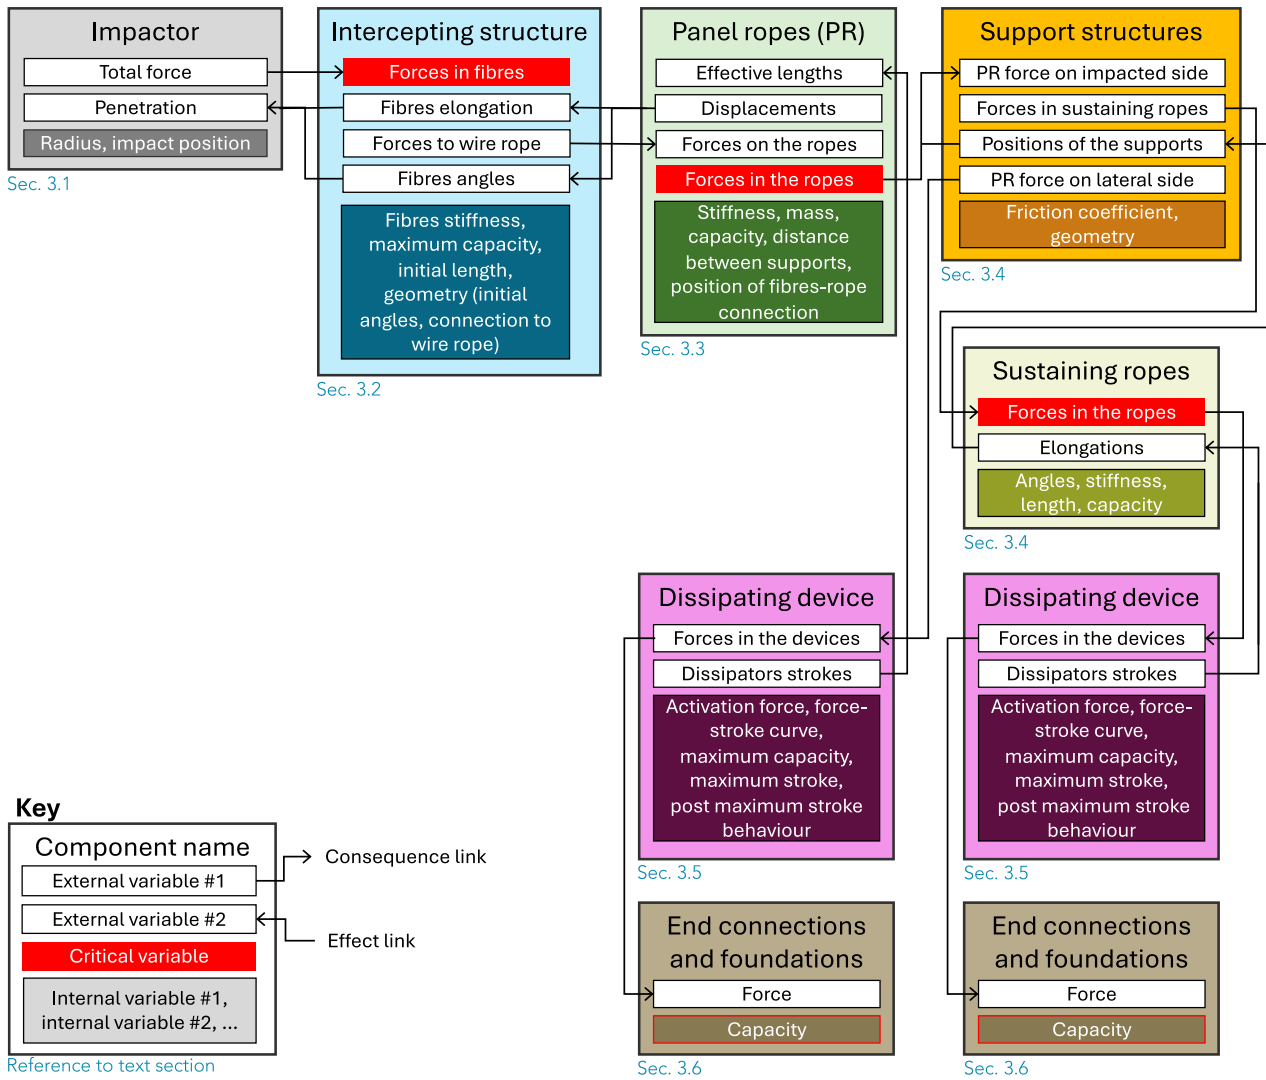 Impactor
Total force
Penetration
Radius, impact position
Sec. 3.1
Intercepting structure
Forces in fibres
Fibres elongation
Forces to wire rope
Fibres angles
Fibres stiffness,
maximum capacity,
initial length,
geometry (initial
angles, connection to
wire rope)
Sec. 3.2
Panel ropes (PR)
Effective lengths
Displacements
Forces on the ropes
Forces in the ropes
Stiffness, mass,
capacity, distance
between supports,
position of fibres-rope
connection
Sec. 3.3
Support structures
PR force on impacted side
Forces in sustaining ropes
Positions of the supports
PR force on lateral side
Friction coefficient,
geometry
Sec. 3.4
Sustaining ropes
Forces in the ropes
Elongations
Angles, stiffness,
length, capacity
Sec. 3.4
Dissipating device
Forces in the devices
Dissipators strokes
Activation force, force-
stroke curve,
maximum capacity,
maximum stroke,
post maximum stroke
behaviour
Sec. 3.5
Dissipating device
Forces in the devices
Dissipators strokes
Activation force, force-
stroke curve,
maximum capacity,
maximum stroke,
post maximum stroke
behaviour
Sec. 3.5
End connections
and foundations
Force
Capacity
Sec. 3.6
End connections
and foundations
Force
Capacity
Sec. 3.6
Key
Component name
External variable #1
External variable #2
Critical variable
Internal variable #1,
internal variable #2, ...
Reference to text section
Consequence link
Effect link